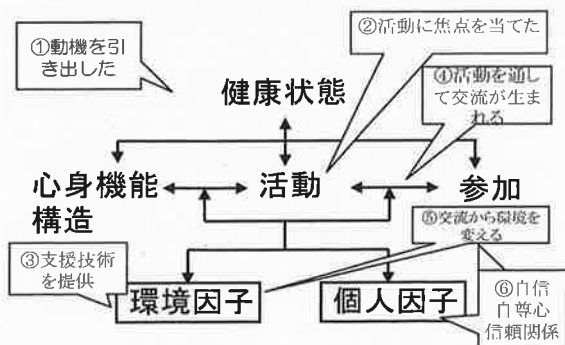 ①動機を引
き出した
②活動に焦点を当てた
健康状態
④活動を通し
て交流が生ま
れる
心身機能
構造
活動
参加
⑤交流から環境を
変える
③支援技術
を提供
環境因子
個人因子
⑥自信
自尊心
信頼関係